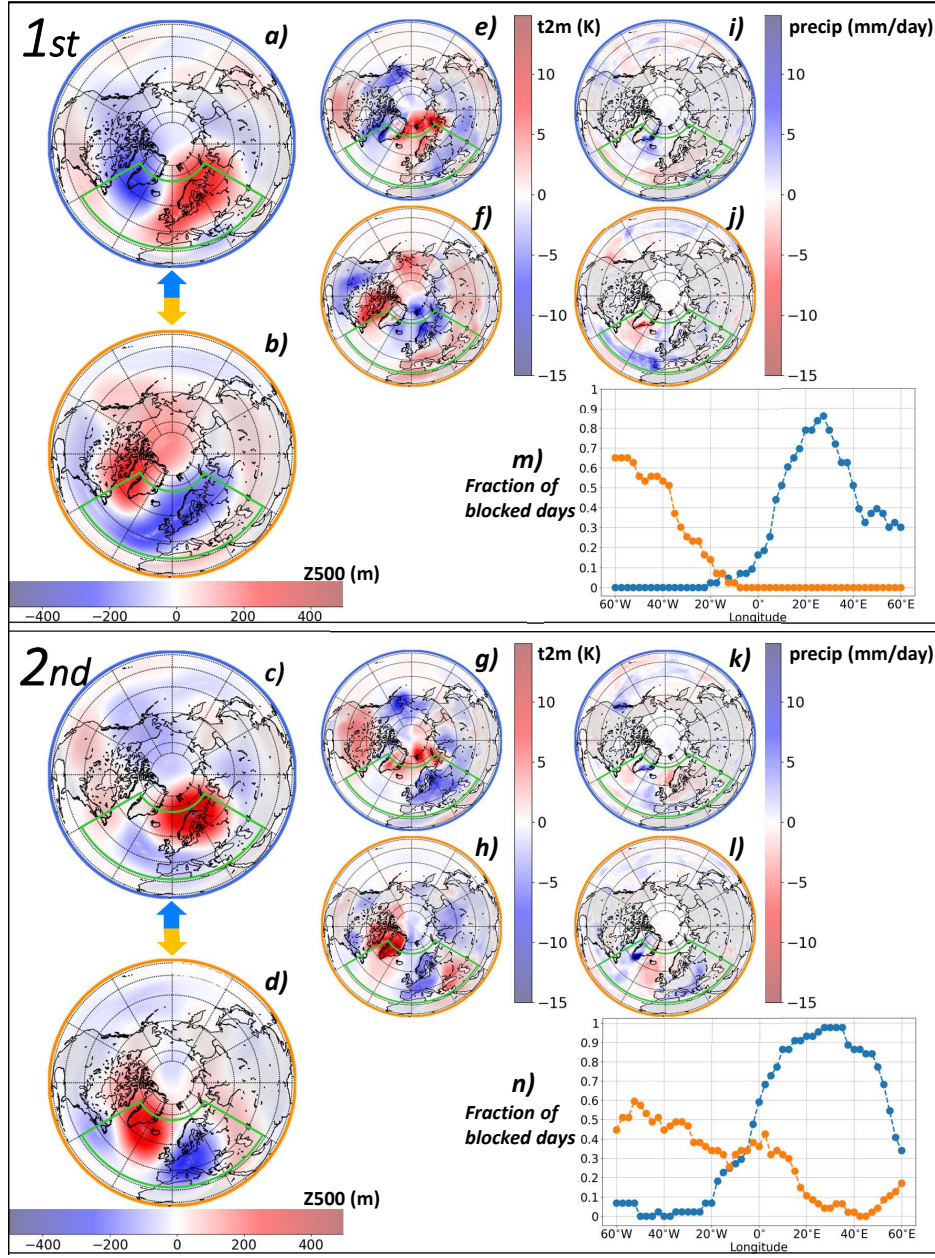 1st
a)
e)
t2m (K)
i)
precip (mm/day)
10
5
0
−5
−10
−15
10
5
0
−5
−10
−15
f)
j)
b)
m)
Fraction of
blocked days
1
0.9
0.8
0.7
0.6
0.5
0.4
0.3
0.2
0.1
0
60°W
40°W
20°W
0°
20°E
40°E
60°E
Longitude
Z500 (m)
−400
−200
0
200
400
2nd
c)
g)
t2m (K)
k)
precip (mm/day)
10
5
0
−5
−10
−15
10
5
0
−5
−10
−15
h)
l)
d)
n)
Fraction of
blocked days
1
0.9
0.8
0.7
0.6
0.5
0.4
0.3
0.2
0.1
0
60°W
40°W
20°W
0°
20°E
40°E
60°E
Longitude
Z500 (m)
−400
−200
0
200
400